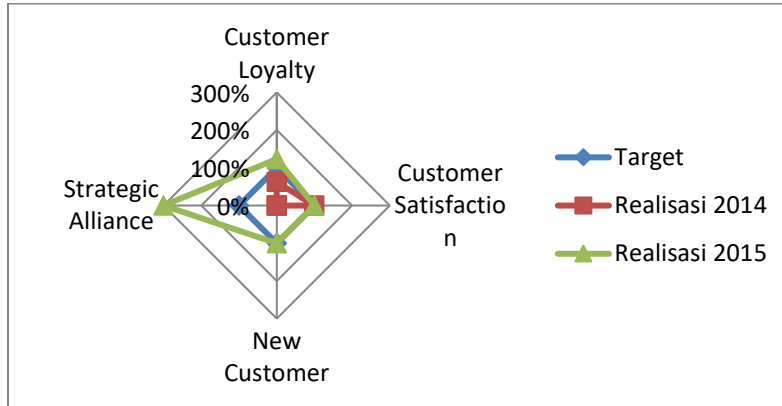 Customer
Loyalty
300%
200%
100%
0%
Strategic
Alliance
Customer
Satisfactio
n
New
Customer
Target
Realisasi 2014
Realisasi 2015